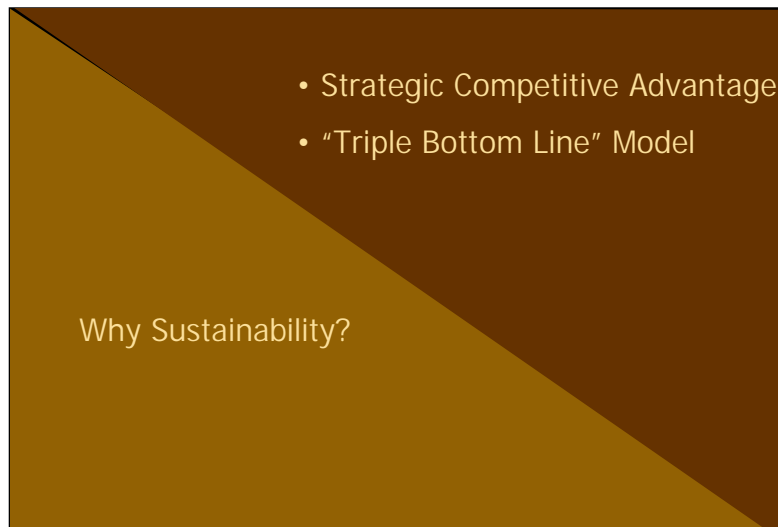 • Strategic Competitive Advantage
• “Triple Bottom Line” Model
Why Sustainability?